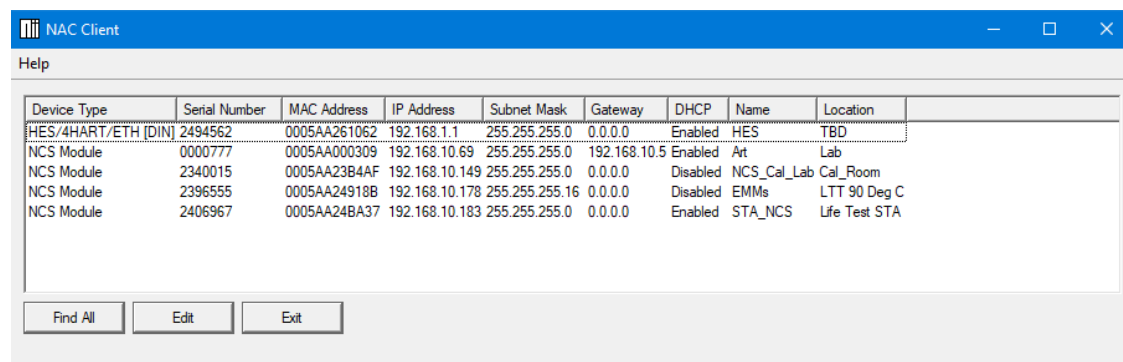 NAC Client
Help
Device Type Serial Number MAC Address IP Address Subnet Mask Gateway DHCP Name Location
HES/4HART/ETH [DIN] 2494562 0005AA261062 192.168.1.1 255.255.255.0 0.0.0.0 Enabled HES TBD
NCS Module 0000777 0005AA000309 192.168.10.69 255.255.255.0 192.168.10.5 Enabled Art Lab
NCS Module 2340015 0005AA23B4AF 192.168.10.149 255.255.255.0 0.0.0.0 Disabled NCS_Cal_Lab Cal_Room
NCS Module 2396555 0005AA24918B 192.168.10.178 255.255.255.16 0.0.0.0 Disabled EMMs LTT 90 Deg C
NCS Module 2406967 0005AA24BA37 192.168.10.183 255.255.255.0 0.0.0.0 Enabled STA_NCS Life Test STA
Find All Edit Exit